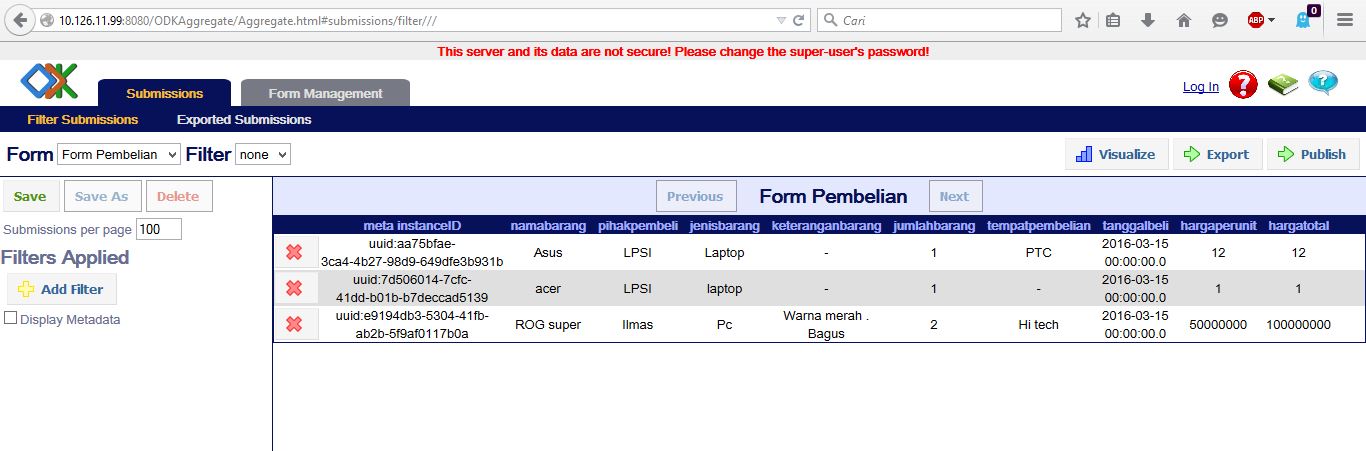 10.126.11.99:8080/ODKAggregate/Aggregate.html#submissions/filter///
Cari
ABP
0
This server and its data are not secure! Please change the super-user's password!
ODK
Submissions
Form Management
Log In
Filter Submissions
Exported Submissions
Form Form Pembelian Filter none
Visualize
Export
Publish
Save
Save As
Delete
Previous
Form Pembelian
Next
Submissions per page 100
Filters Applied
Add Filter
Display Metadata
meta instanceID namabarang pihakpembeli jenisbarang keteranganbarang jumlahbarang tempatpembelian tanggalbeli hargaperunit hargatotal
uuid:aa75bfae-
3ca4-4b27-98d9-649dfe3b931b
Asus LPSI Laptop - 1 PTC
2016-03-15
00:00:00.0
12 12
uuid:7d506014-7cfc-
41dd-b01b-b7deccad5139
acer LPSI laptop - 1 -
2016-03-15
00:00:00.0
1 1
uuid:e9194db3-5304-41fb-
ab2b-5f9af0117b0a
ROG super Ilmas Pc
Warna merah .
Bagus
2 Hi tech
2016-03-15
00:00:00.0
50000000 100000000